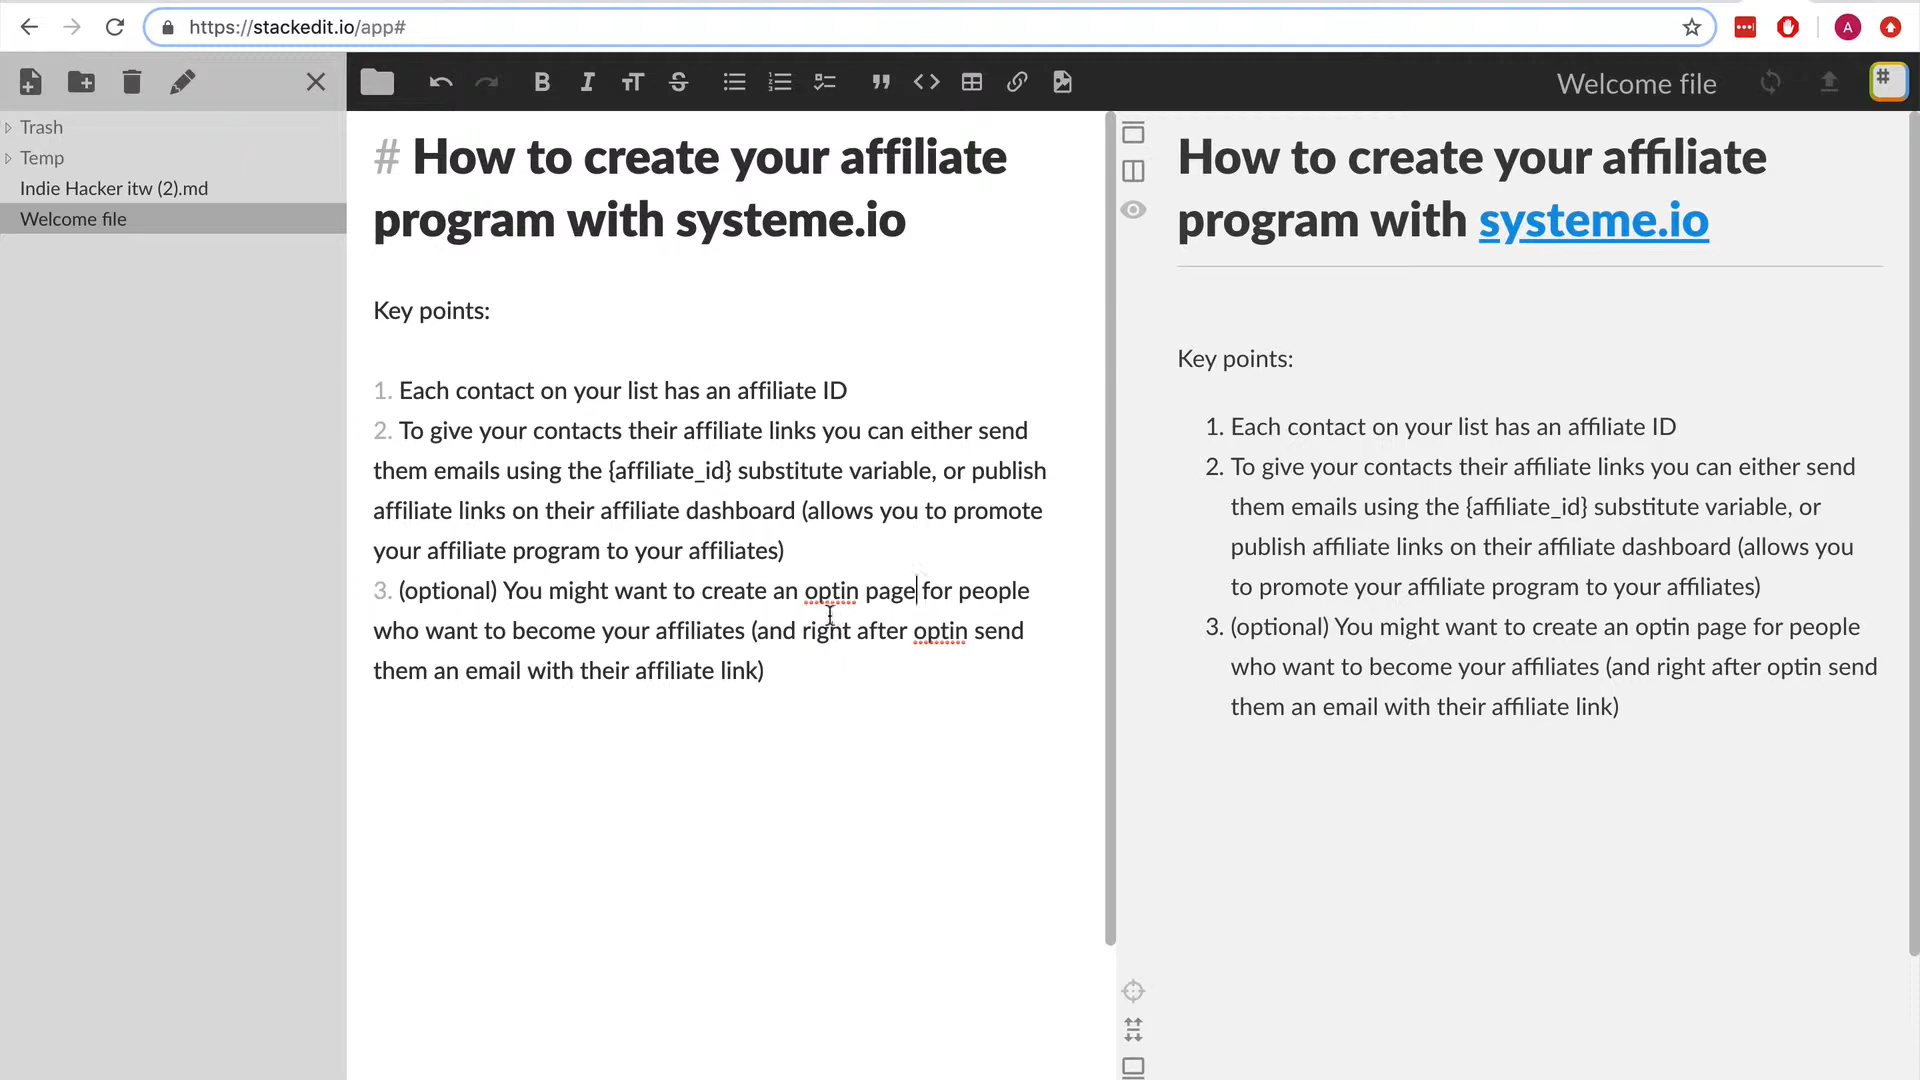 https://stackedit.io/app#
A
Welcome file
#
Trash
Temp
Indie Hacker itw (2).md
Welcome file
# How to create your affiliate
program with systeme.io
Key points:
1. Each contact on your list has an affiliate ID
2. To give your contacts their affiliate links you can either send
them emails using the {affiliate_id} substitute variable, or publish
affiliate links on their affiliate dashboard (allows you to promote
your affiliate program to your affiliates)
3. (optional) You might want to create an optin page for people
who want to become your affiliates (and right after optin send
them an email with their affiliate link)
How to create your affiliate
program with systeme.io
Key points:
1. Each contact on your list has an affiliate ID
2. To give your contacts their affiliate links you can either send
them emails using the {affiliate_id} substitute variable, or
publish affiliate links on their affiliate dashboard (allows you
to promote your affiliate program to your affiliates)
3. (optional) You might want to create an optin page for people
who want to become your affiliates (and right after optin send
them an email with their affiliate link)